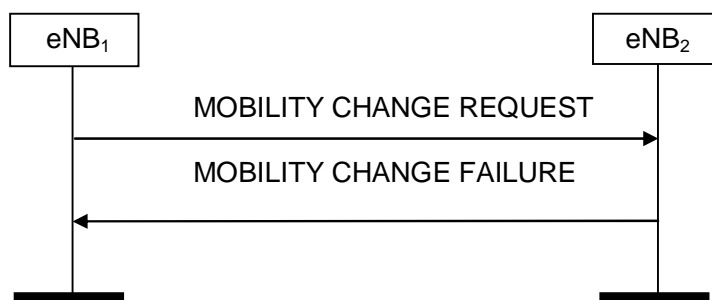 eNB₁
eNB₂
MOBILITY CHANGE REQUEST
MOBILITY CHANGE FAILURE